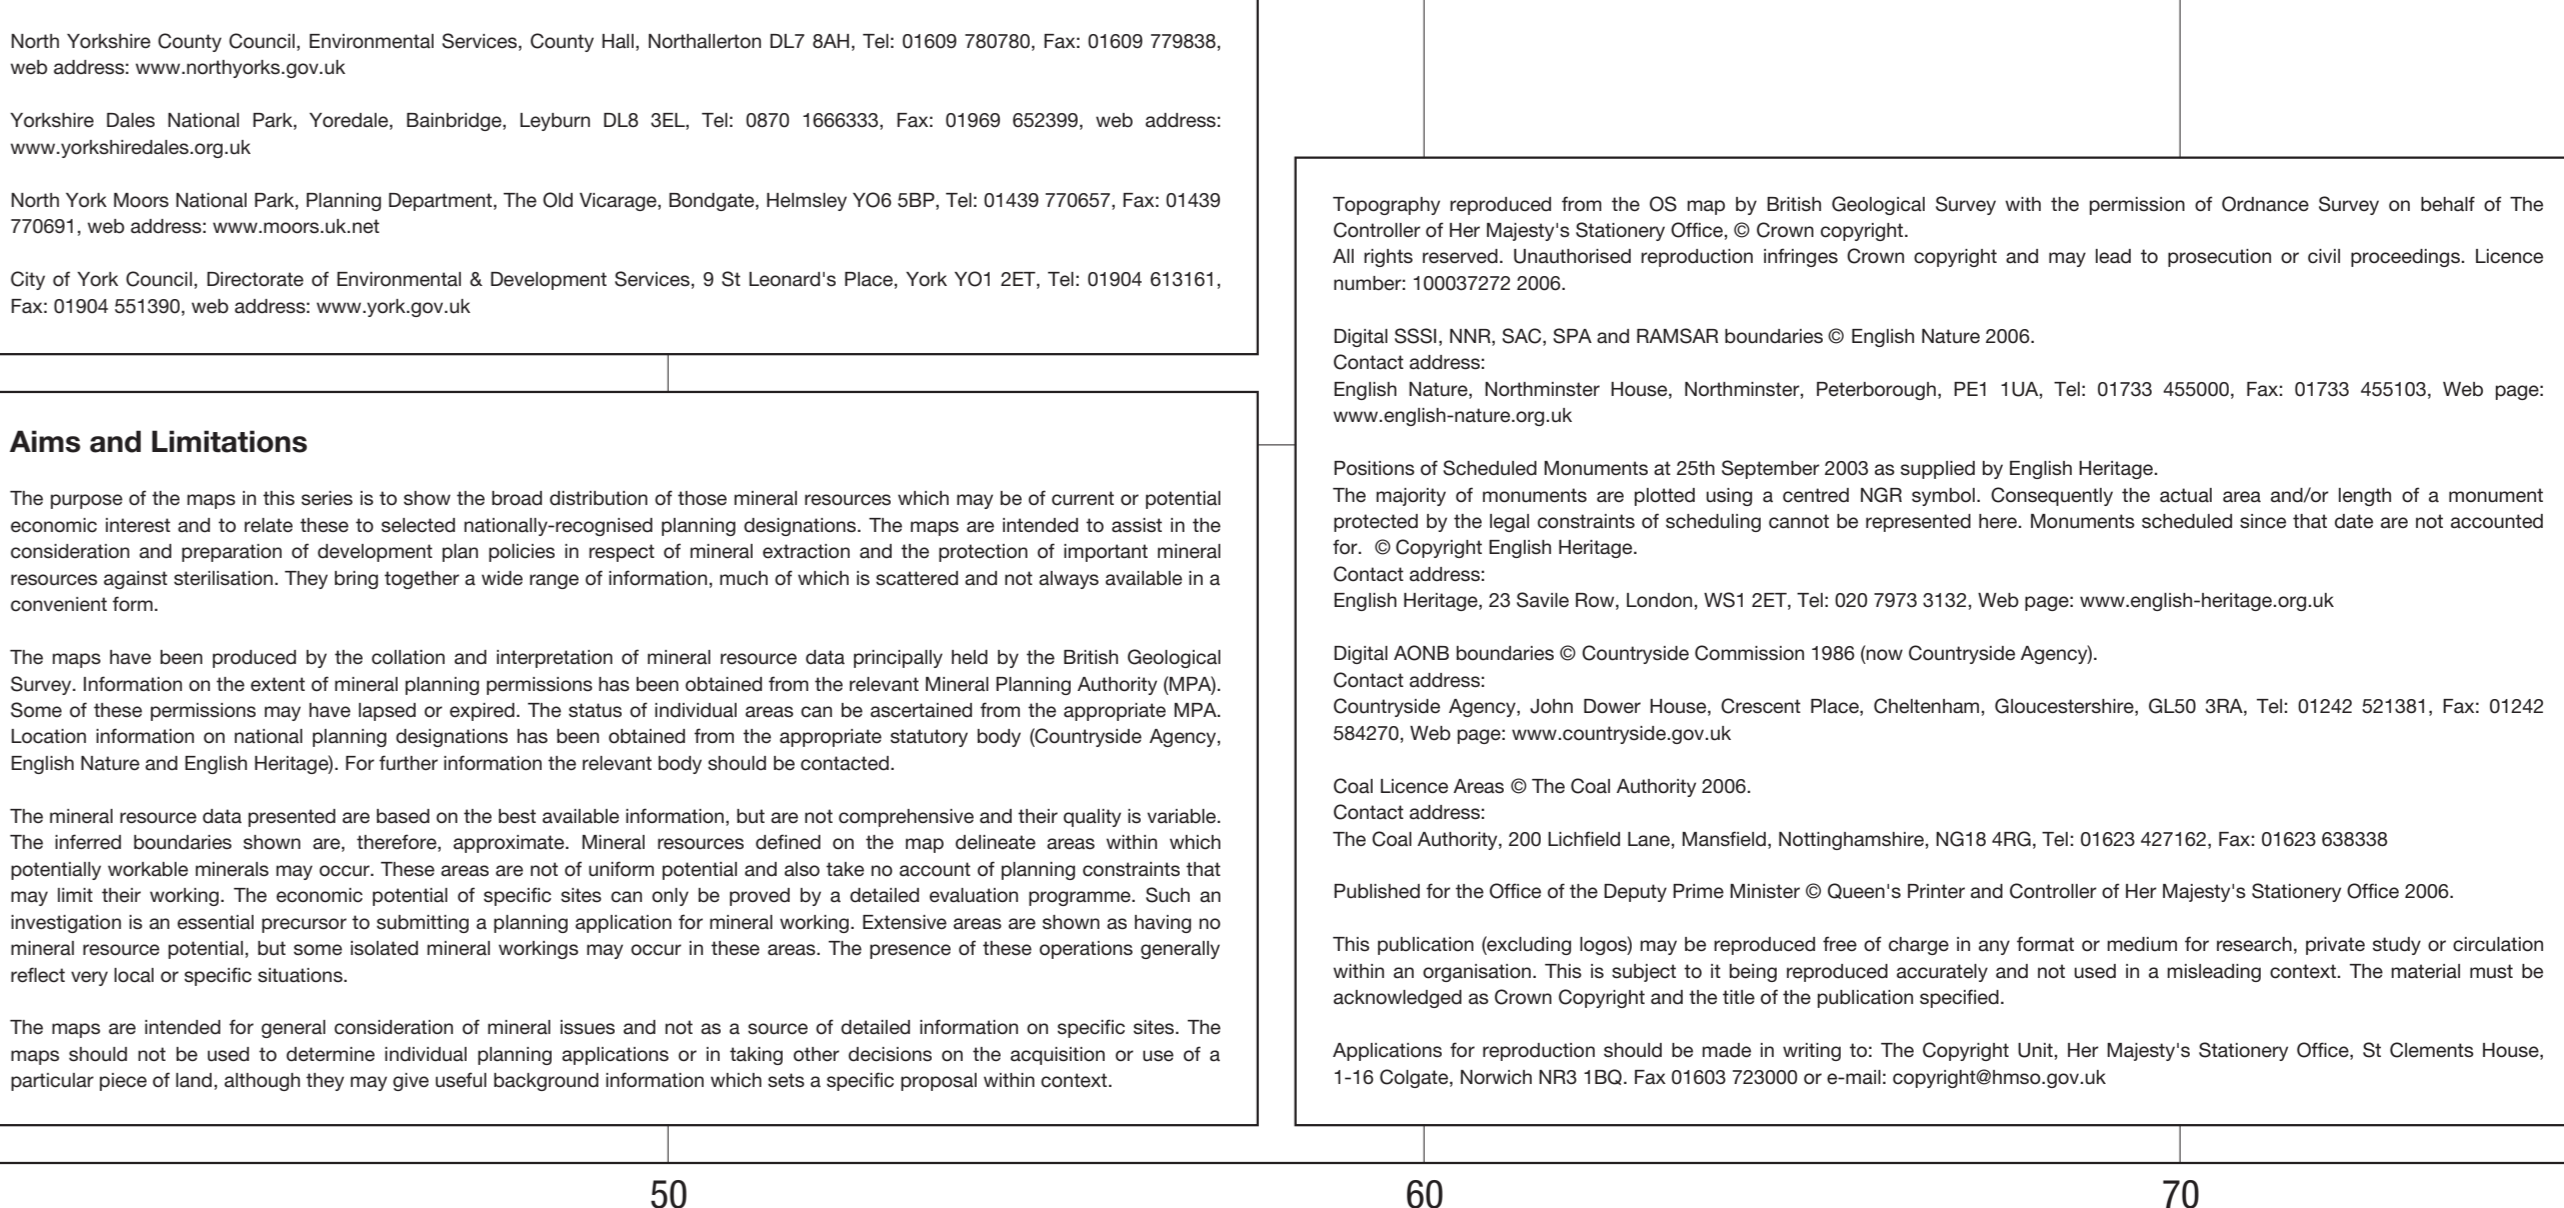 North Yorkshire County Council, Environmental Services, County Hall, Northallerton DL7 8AH, Tel: 01609 780780, Fax: 01609 779838,
web address: www.northyorks.gov.uk
Yorkshire Dales National Park, Yoredale, Bainbridge, Leyburn DL8 3EL, Tel: 0870 1666333, Fax: 01969 652399, web address:
www.yorkshiredales.org.uk
North York Moors National Park, Planning Department, The Old Vicarage, Bondgate, Helmsley YO6 5BP, Tel: 01439 770657, Fax: 01439
770691, web address: www.moors.uk.net
City of York Council, Directorate of Environmental & Development Services, 9 St Leonard's Place, York YO1 2ET, Tel: 01904 613161,
Fax: 01904 551390, web address: www.york.gov.uk
Aims and Limitations
The purpose of the maps in this series is to show the broad distribution of those mineral resources which may be of current or potential
economic interest and to relate these to selected nationally-recognised planning designations. The maps are intended to assist in the
consideration and preparation of development plan policies in respect of mineral extraction and the protection of important mineral
resources against sterilisation. They bring together a wide range of information, much of which is scattered and not always available in a
convenient form.
The maps have been produced by the collation and interpretation of mineral resource data principally held by the British Geological
Survey. Information on the extent of mineral planning permissions has been obtained from the relevant Mineral Planning Authority (MPA).
Some of these permissions may have lapsed or expired. The status of individual areas can be ascertained from the appropriate MPA.
Location information on national planning designations has been obtained from the appropriate statutory body (Countryside Agency,
English Nature and English Heritage). For further information the relevant body should be contacted.
The mineral resource data presented are based on the best available information, but are not comprehensive and their quality is variable.
The inferred boundaries shown are, therefore, approximate. Mineral resources defined on the map delineate areas within which
potentially workable minerals may occur. These areas are not of uniform potential and also take no account of planning constraints that
may limit their working. The economic potential of specific sites can only be proved by a detailed evaluation programme. Such an
investigation is an essential precursor to submitting a planning application for mineral working. Extensive areas are shown as having no
mineral resource potential, but some isolated mineral workings may occur in these areas. The presence of these operations generally
reflect very local or specific situations.
The maps are intended for general consideration of mineral issues and not as a source of detailed information on specific sites. The
maps should not be used to determine individual planning applications or in taking other decisions on the acquisition or use of a
particular piece of land, although they may give useful background information which sets a specific proposal within context.
Topography reproduced from the OS map by British Geological Survey with the permission of Ordnance Survey on behalf of The
Controller of Her Majesty's Stationery Office, © Crown copyright.
All rights reserved. Unauthorised reproduction infringes Crown copyright and may lead to prosecution or civil proceedings. Licence
number: 100037272 2006.
Digital SSSI, NNR, SAC, SPA and RAMSAR boundaries © English Nature 2006.
Contact address:
English Nature, Northminster House, Northminster, Peterborough, PE1 1UA, Tel: 01733 455000, Fax: 01733 455103, Web page:
www.english-nature.org.uk
Positions of Scheduled Monuments at 25th September 2003 as supplied by English Heritage.
The majority of monuments are plotted using a centred NGR symbol. Consequently the actual area and/or length of a monument
protected by the legal constraints of scheduling cannot be represented here. Monuments scheduled since that date are not accounted
for. © Copyright English Heritage.
Contact address:
English Heritage, 23 Savile Row, London, WS1 2ET, Tel: 020 7973 3132, Web page: www.english-heritage.org.uk
Digital AONB boundaries © Countryside Commission 1986 (now Countryside Agency).
Contact address:
Countryside Agency, John Dower House, Crescent Place, Cheltenham, Gloucestershire, GL50 3RA, Tel: 01242 521381, Fax: 01242
584270, Web page: www.countryside.gov.uk
Coal Licence Areas © The Coal Authority 2006.
Contact address:
The Coal Authority, 200 Lichfield Lane, Mansfield, Nottinghamshire, NG18 4RG, Tel: 01623 427162, Fax: 01623 638338
Published for the Office of the Deputy Prime Minister © Queen's Printer and Controller of Her Majesty's Stationery Office 2006.
This publication (excluding logos) may be reproduced free of charge in any format or medium for research, private study or circulation
within an organisation. This is subject to it being reproduced accurately and not used in a misleading context. The material must be
acknowledged as Crown Copyright and the title of the publication specified.
Applications for reproduction should be made in writing to: The Copyright Unit, Her Majesty's Stationery Office, St Clements House,
1-16 Colgate, Norwich NR3 1BQ. Fax 01603 723000 or e-mail: copyright@hmso.gov.uk
50
60
70